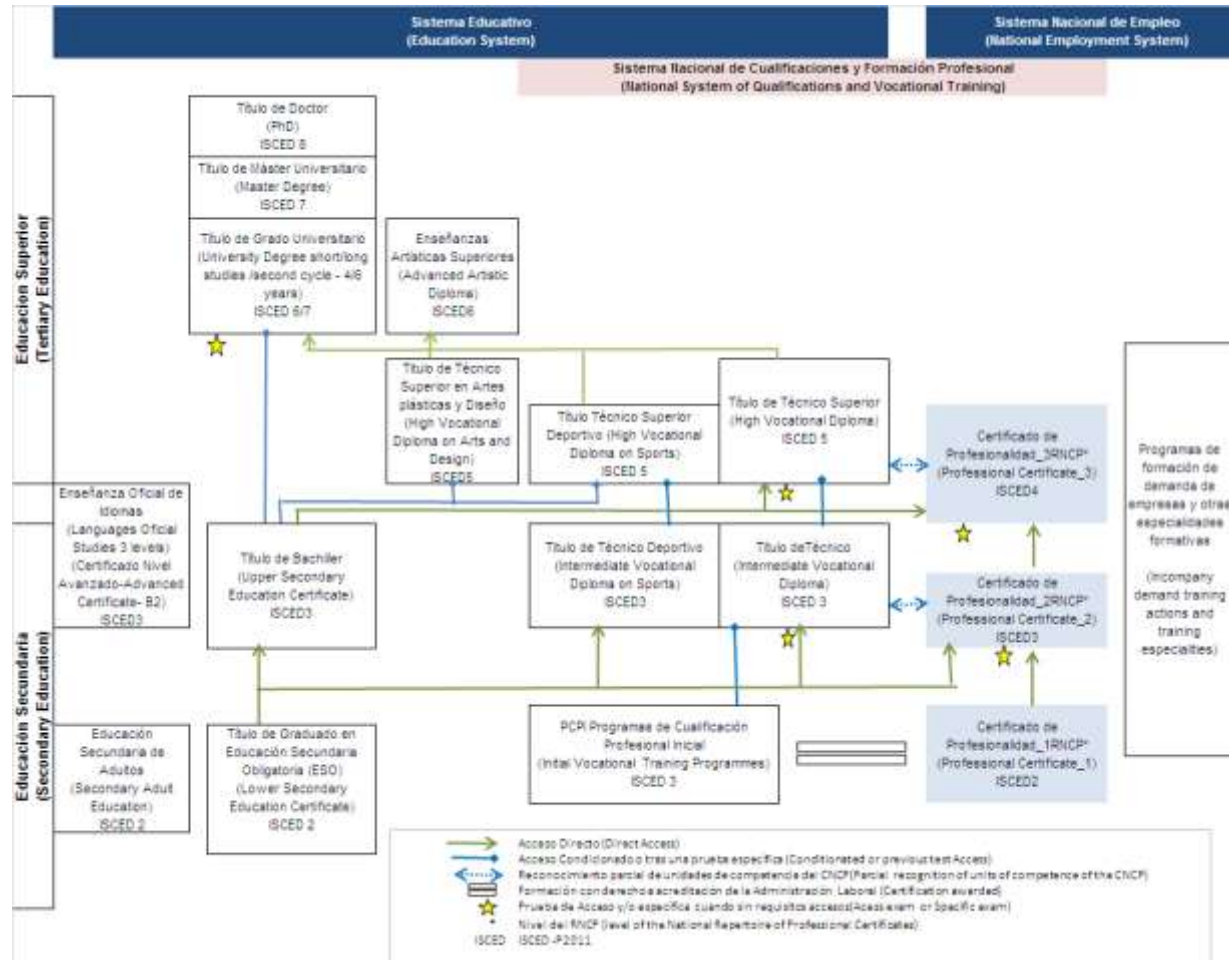 Sistema Educativo
(Education System)
Sistema Nacional de Empleo
(National Employment System)
Sistema Nacional de Cualificaciones y Formación Profesional
(National System of Qualifications and Vocational Training)
Educacion Superior
(Tertiary Education)
Título de Doctor
(PhD)
ISCED 8
Título de Máster Universitario
(Master Degree)
ISCED 7
Título de Grado Universitario
(University Degree short/long
studies /second cycle - 4/6
years)
ISCED 6/7
Enseñanzas
Artísticas Superiores
(Advanced Artistic
Diploma)
ISCED6
Título de Técnico
Superior en Artes
plásticas y Diseño
(High Vocational
Diploma on Arts and
Design)
ISCED5
Título Técnico Superior
Deportivo (High Vocational
Diploma on Sports)
ISCED 5
Título de Técnico Superior
(High Vocational Diploma)
ISCED 5
Certificado de
Profesionalidad_3RNCP*
(Professional Certificate_3)
ISCED4
Programas de
formación de
demanda de
empresas y otras
especialidades
formativas
(Incompany
demand training
actions and
training
especialties)
Educación Secundaria
(Secondary Education)
Enseñanza Oficial de
Idiomas
(Languages Oficial
Studies 3 levels)
(Certificado Nivel
Avanzado-Advanced
Certificate- B2)
ISCED3
Título de Bachiller
(Upper Secondary
Education Certificate)
ISCED3
Título de Técnico Deportivo
(Intermediate Vocational
Diploma on Sports)
ISCED3
Título deTécnico
(Intermediate Vocational
Diploma)
ISCED 3
Certificado de
Profesionalidad_2RNCP*
(Professional Certificate_2)
ISCED3
Educación
Secundaria de
Adultos
(Secondary Adult
Education)
ISCED 2
Título de Graduado en
Educación Secundaria
Obligatoria (ESO)
(Lower Secondary
Education Certificate)
ISCED 2
PCPI Programas de Cualificación
Profesional Inicial
(Initial Vocational Training Programmes)
ISCED 3
Certificado de
Profesionalidad_1RNCP*
(Professional Certificate_1)
ISCED2
Acceso Directo (Direct Access)
Acceso Condicionado o tras una prueba específica (Conditionated or previous test Access)
Reconocimiento parcial de unidades de competencia del CNCP(Parcial recognition of units of competence of the CNCP)
Formación con derecho a acreditación de la Administración Laboral (Certification awarded)
Prueba de Acceso y/o específica cuando sin requisitos accesos(Acess exam or Specific exam)
* Nivel del RNCP (level of the National Repertoire of Professional Certificates)
ISCED ISCED -P2011